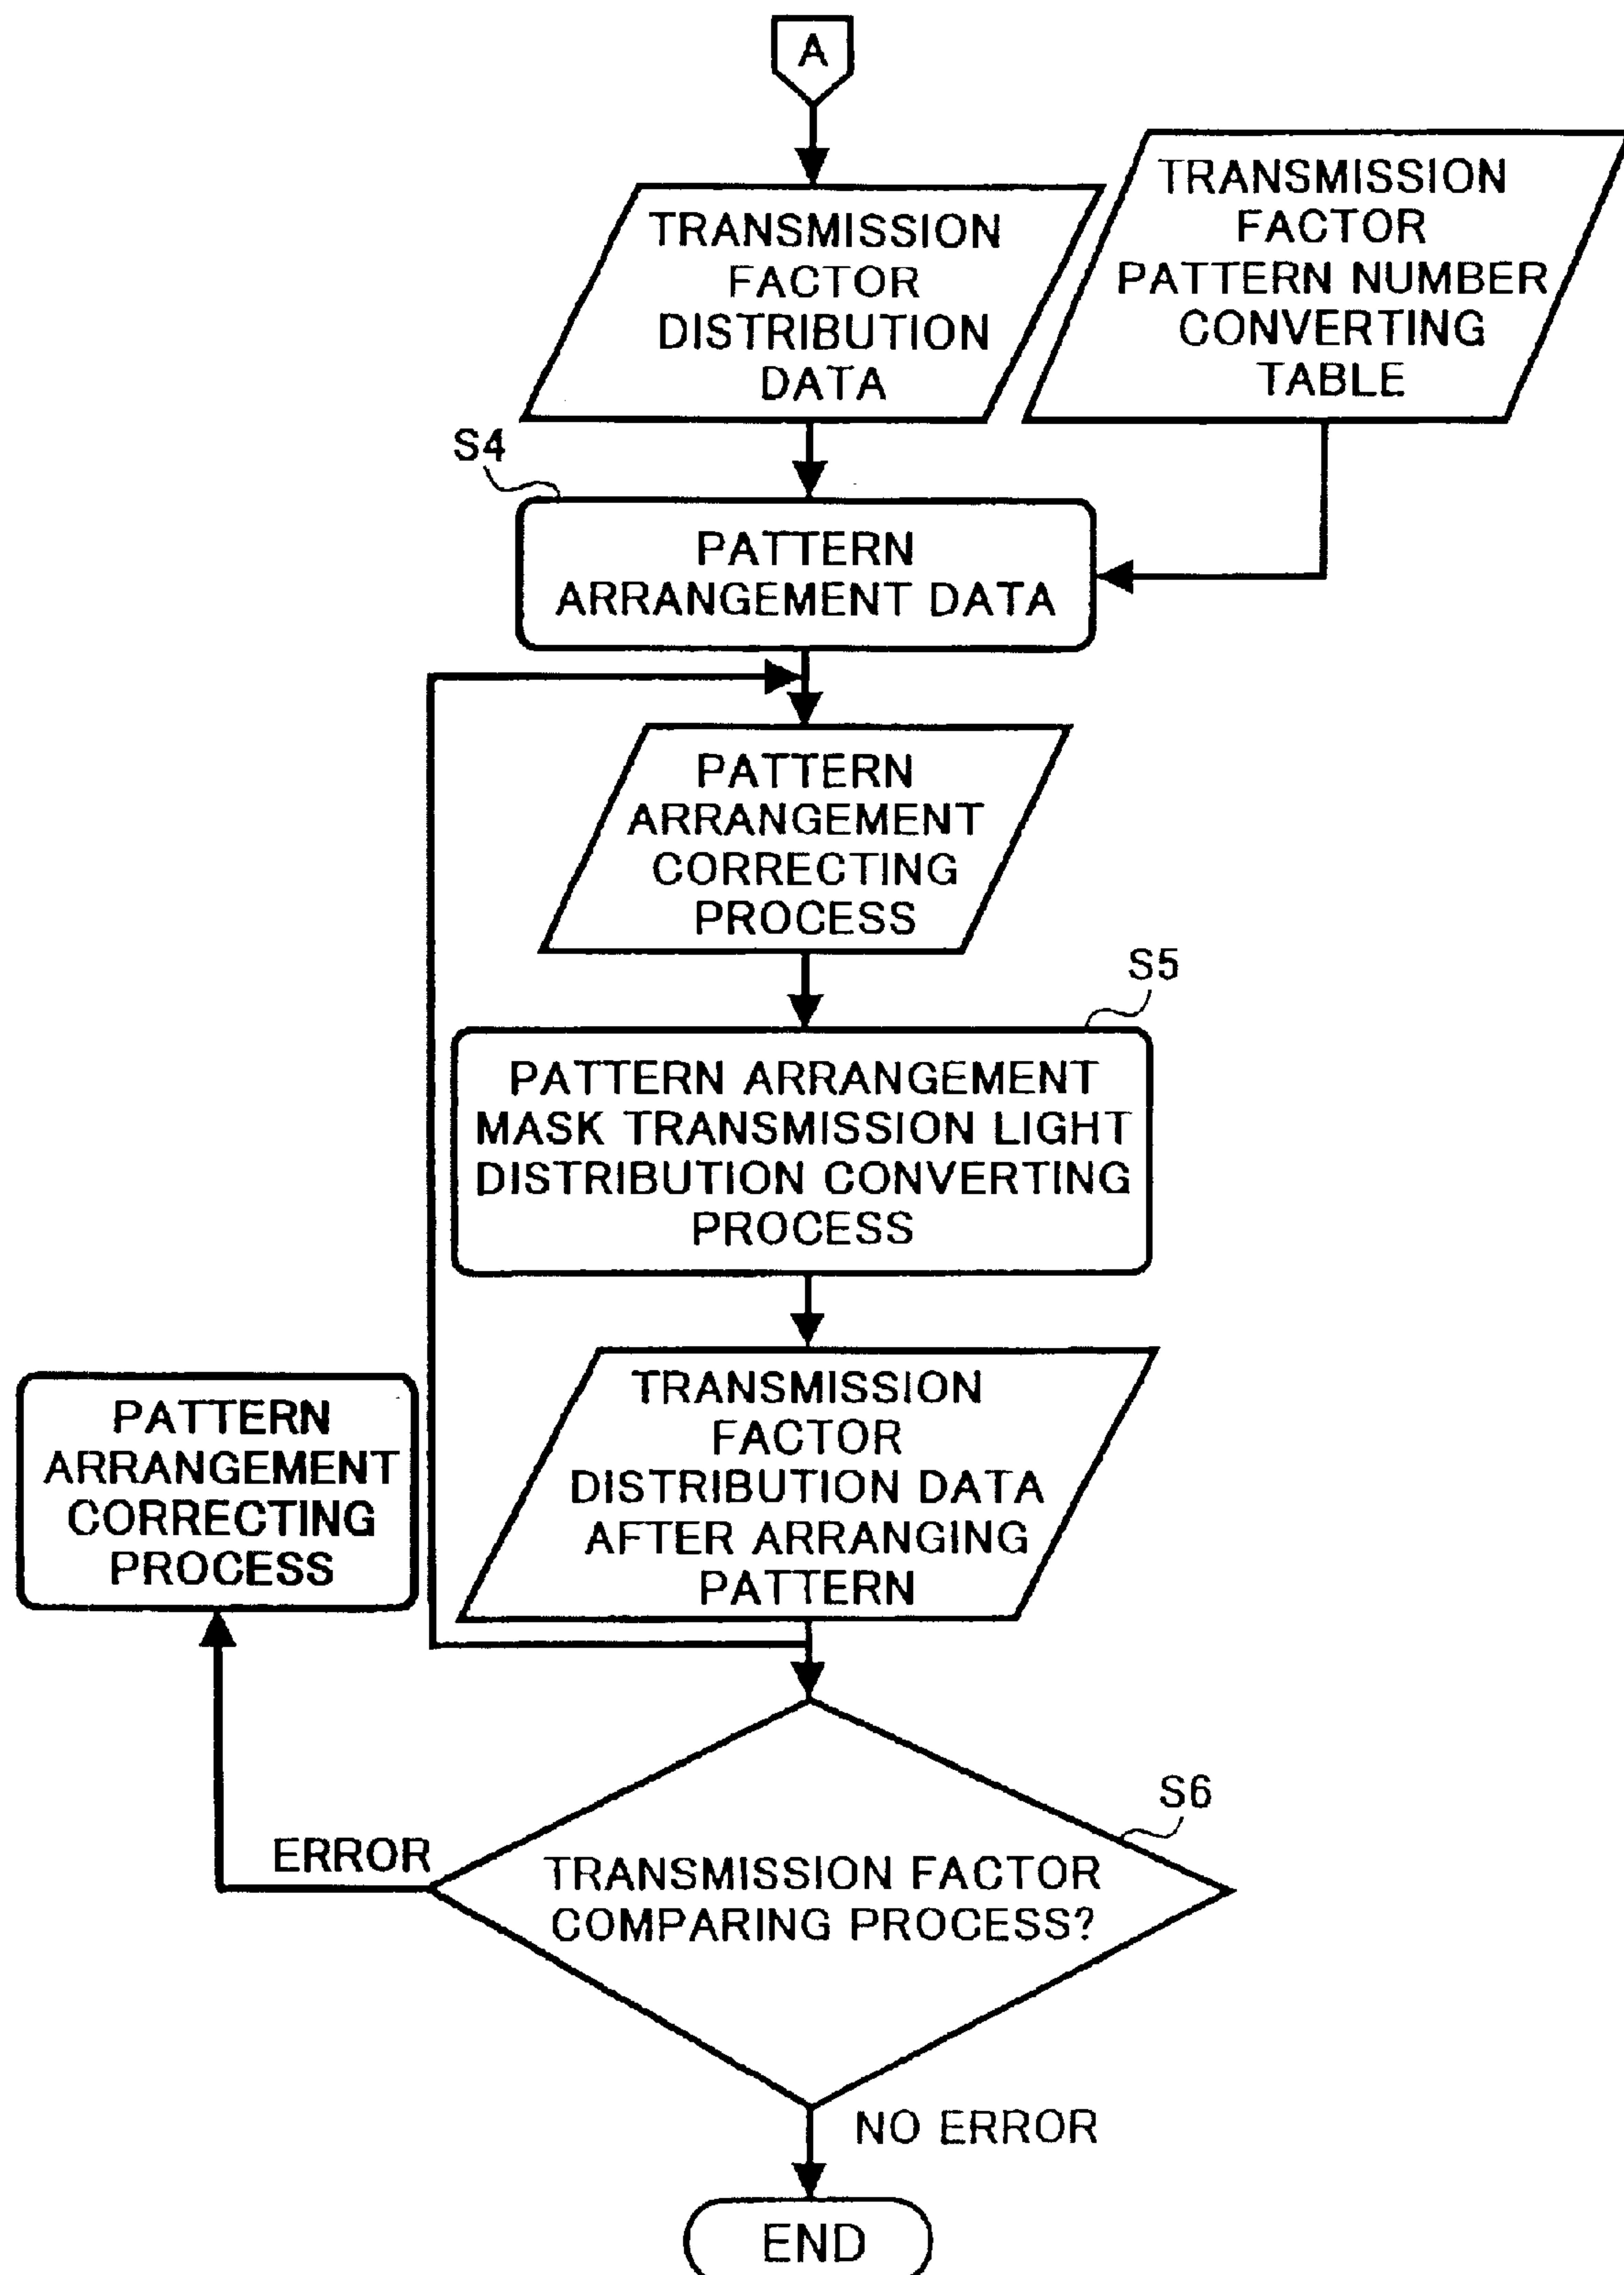 A
TRANSMISSION
FACTOR
DISTRIBUTION
DATA
TRANSMISSION
FACTOR
PATTERN NUMBER
CONVERTING
TABLE
S4
PATTERN
ARRANGEMENT DATA
PATTERN
ARRANGEMENT
CORRECTING
PROCESS
S5
PATTERN ARRANGEMENT
MASK TRANSMISSION LIGHT
DISTRIBUTION CONVERTING
PROCESS
TRANSMISSION
FACTOR
DISTRIBUTION DATA
AFTER ARRANGING
PATTERN
PATTERN
ARRANGEMENT
CORRECTING
PROCESS
S6
ERROR
TRANSMISSION FACTOR
COMPARING PROCESS?
NO ERROR
END